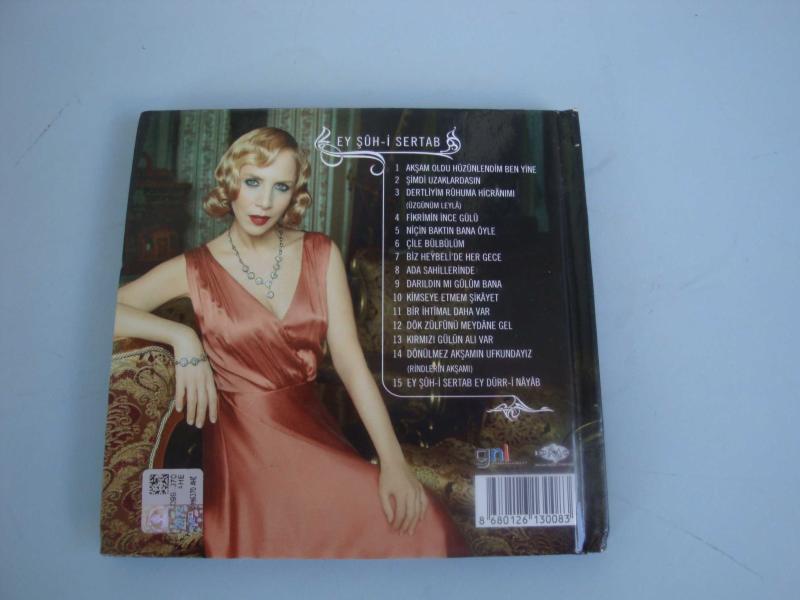 EY ŞÛH-İ SERTAB
1 AKŞAM OLDU HÜZÜNLENDİM BEN YİNE
2 ŞİMDİ UZAKLARDASIN
3 DERTLİYİM RÛHUMA HİCRANIMI
(ÜZGÜNÜM LEYLÂ)
4 FİKRİMİN İNCE GÜLÜ
5 NİÇİN BAKTIN BANA ÖYLE
6 ÇİLE BÜLBÜLÜM
7 BİZ HEYBELİ'DE HER GECE
8 ADA SAHİLLERİNDE
9 DARILDIN MI GÜLÜM BANA
10 KİMSEYE ETMEM ŞİKÂYET
11 BİR İHTİMAL DAHA VAR
12 DÖK ZÜLFÜNÜ MEYDÂNE GEL
13 KIRMIZI GÜLÜN ALI VAR
14 DÖNÜLMEZ AKŞAMIN UFKUNDAYIZ
(RİNDLERİN AKŞAMI)
15 EY ŞÛH-İ SERTAB EY DÜRR-İ NÂYÂB
gnl
8 680126 130083